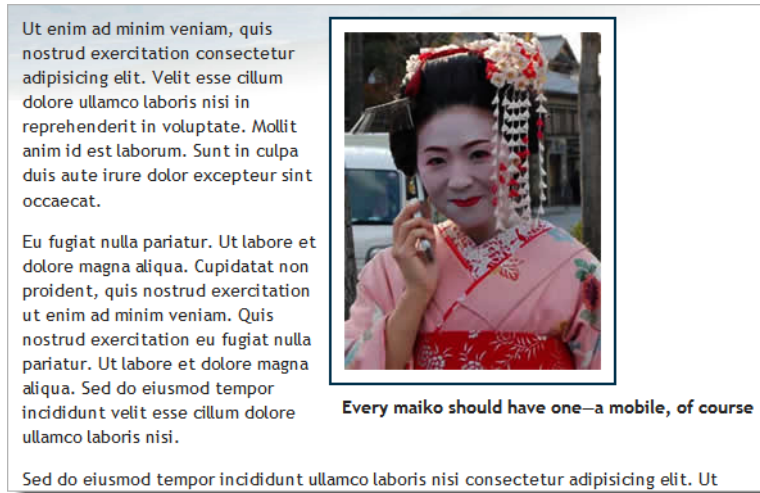 Ut enim ad minim veniam, quis
nostrud exercitation consectetur
adipisicing elit. Velit esse cillum
dolore ullamco laboris nisi in
reprehenderit in voluptate. Mollit
anim id est laborum. Sunt in culpa
duis aute irure dolor excepteur sint
occaecat.
Eu fugiat nulla pariatur. Ut labore et
dolore magna aliqua. Cupidatat non
proident, quis nostrud exercitation
ut enim ad minim veniam. Quis
nostrud exercitation eu fugiat nulla
pariatur. Ut labore et dolore magna
aliqua. Sed do eiusmod tempor
incididunt velit esse cillum dolore
ullamco laboris nisi.
Every maiko should have one—a mobile, of course
Sed do eiusmod tempor incididunt ullamco laboris nisi consectetur adipisicing elit. Ut